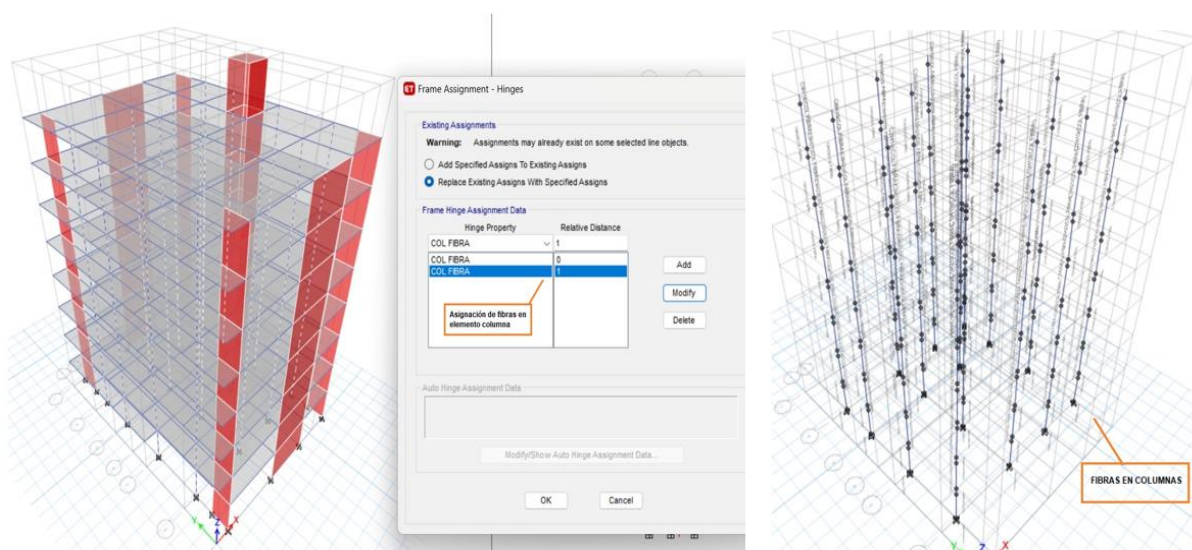 ET Frame Assignment - Hinges
Existing Assignments
Warning: Assignments may already exist on some selected line objects.
Add Specified Assigns To Existing Assigns
Replace Existing Assigns With Specified Assigns
Frame Hinge Assignment Data
Hinge Property Relative Distance
COL FIBRA 1
COL FIBRA 0
COL FIBRA 1
Add
Modify
Delete
Asignación de fibras en
elemento columna
Auto Hinge Assignment Data
Modify/Show Auto Hinge Assignment Data...
OK Cancel
Y Z X
FIBRAS EN COLUMNAS
Y Z X